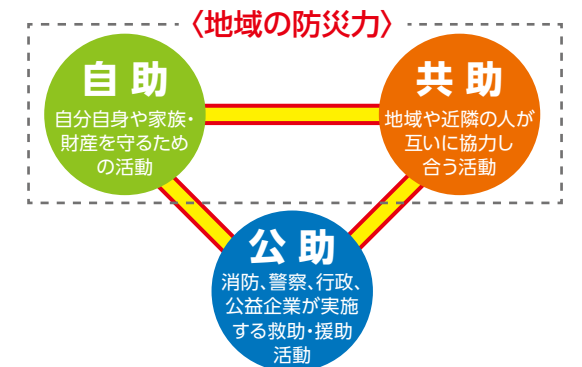 〈地域の防災力〉
自助
自分自身や家族・
財産を守るため
の活動
共助
地域や近隣の人が
互いに協力し
合う活動
公助
消防、警察、行政、
公益企業が実施
する救助・援助
活動